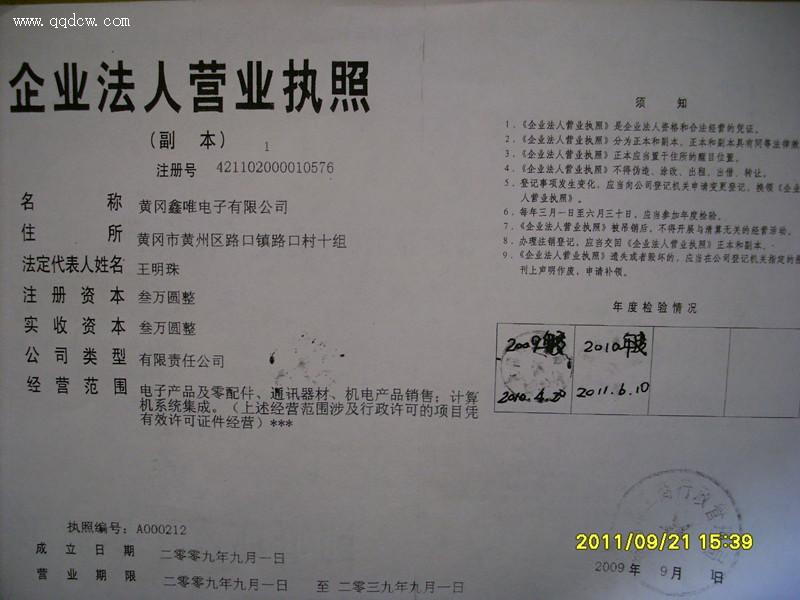 www.qqdcw.com
企业法人营业执照
(副 本) 1
注册号 421102000010576
名 称 黄冈鑫唯电子有限公司
住 所 黄冈市黄州区路口镇路口村十组
法定代表人姓名 王明珠
注册资本 叁万圆整
实收资本 叁万圆整
公司类型 有限责任公司
经营范围 电子产品及零配件、通讯器材、机电产品销售；计算
机系统集成。（上述经营范围涉及行政许可的项目凭
有效许可证件经营）***
执照编号：A000212
成立日期 二零零九年九月一日
营业期限 二零零九年九月一日 至 二零三九年九月一日
须 知
1．《企业法人营业执照》是企业法人资格和合法经营的凭证。
2．《企业法人营业执照》分为正本和副本，正本和副本具有同等法律效
3．《企业法人营业执照》正本应当置于住所的醒目位置。
4．《企业法人营业执照》不得伪造、涂改、出租、出借、转让。
5．登记事项发生变化，应当向公司登记机关申请变更登记，换领《企业
人营业执照》。
6．每年三月一日至六月三十日，应当参加年度检验。
7．《企业法人营业执照》被吊销后，不得开展与清算无关的经营活动。
8．办理注销登记，应当交回《企业法人营业执照》正本和副本。
9．《企业法人营业执照》遗失或者毁坏的，应当在公司登记机关指定的报
刊上声明作废，申请补领。
年度检验情况
2009年度 2010年度
2010.4. 2011.6.10
行政管
2009 年 9 月 1日
2011/09/21 15:39